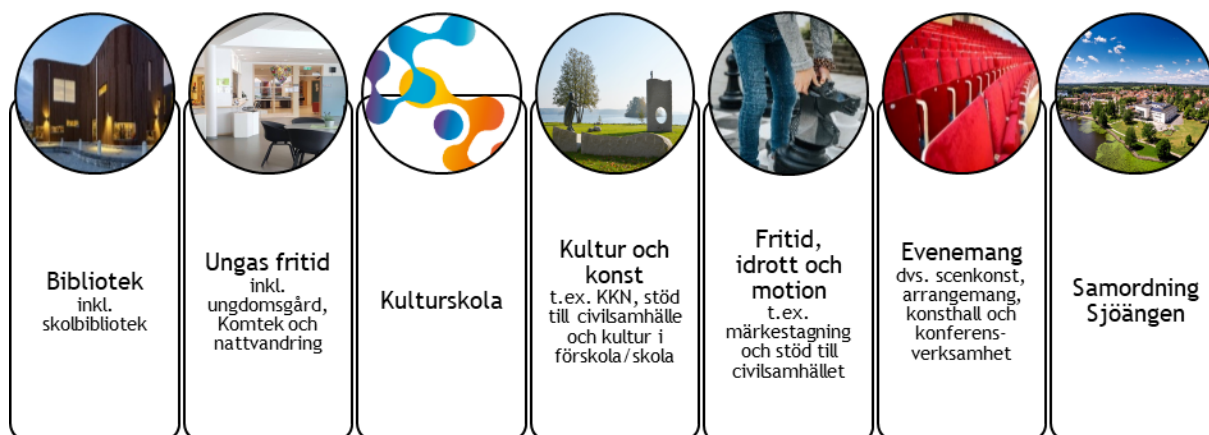 Bibliotek
inkl.
skolbibliotek
Ungas fritid
inkl.
ungdomsgård,
Komtek och
nattvandring
Kulturskola
Kultur och
konst
t.ex. KKN, stöd
till civilsamhälle
och kultur i
förskola/skola
Fritid,
idrott och
motion
t.ex.
märkestagning
och stöd till
civilsamhället
Evenemang
dvs. scenkonst,
arrangemang,
konsthall och
konferens-
verksamhet
Samordning
Sjöängen